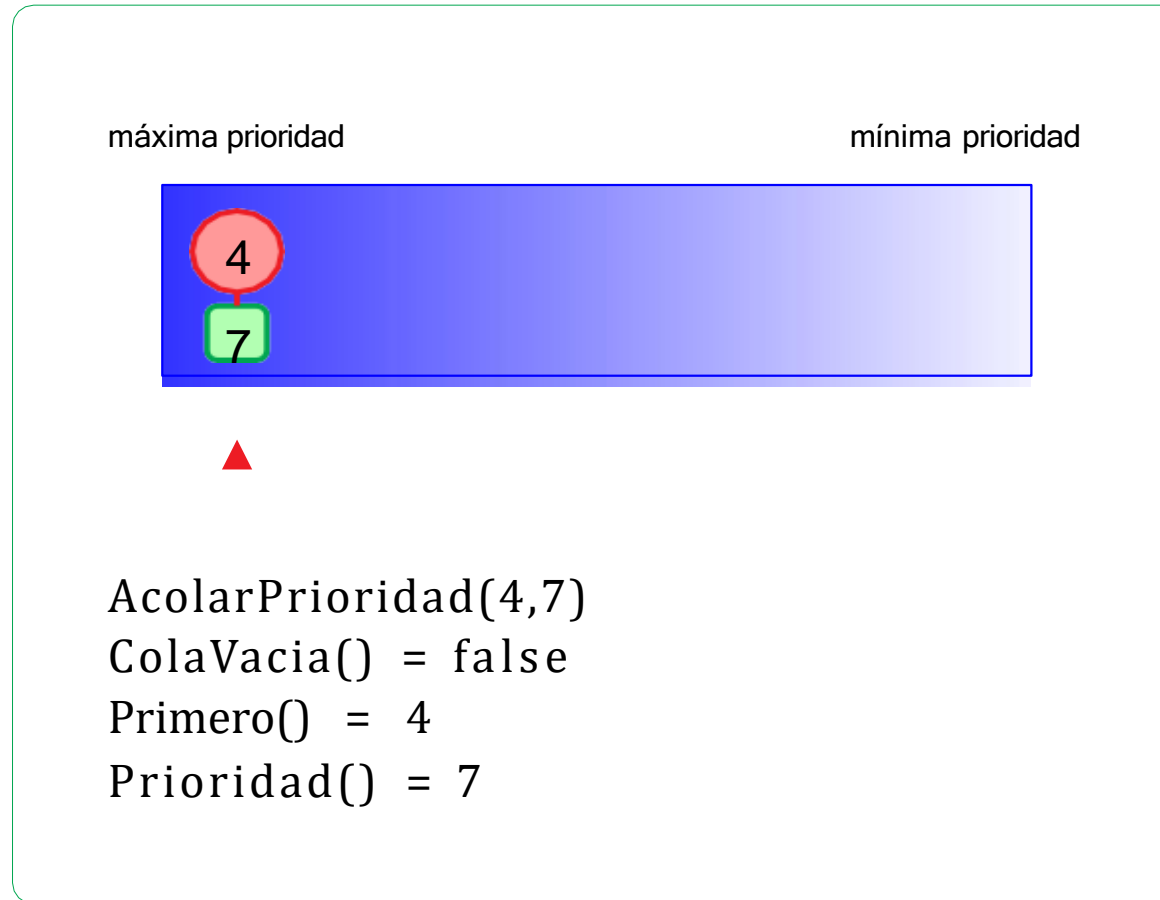 máxima prioridad mínima prioridad
4
7
AcolarPrioridad(4,7)
ColaVacia() = false
Primero() = 4
Prioridad() = 7